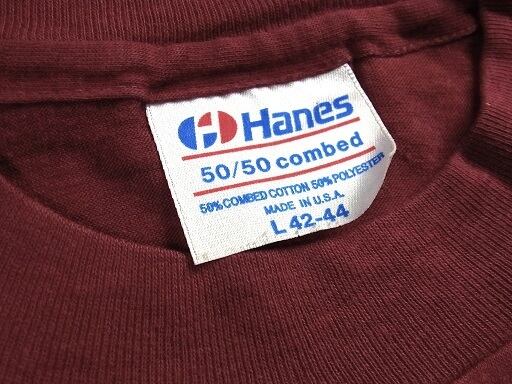 Hanes
50/50 combed
50% COMBED COTTON 50% POLYESTER
MADE IN U.S.A.
L 42-44